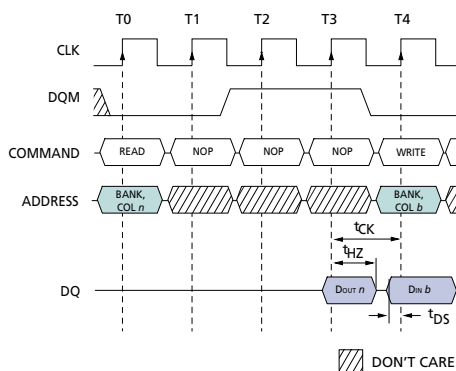 T0 T1 T2 T3 T4
CLK
DQM
COMMAND READ NOP NOP NOP WRITE
ADDRESS BANK, COL n BANK, COL b
tCK
tHZ
DQ DOUT n DIN b
tDS
DON'T CARE